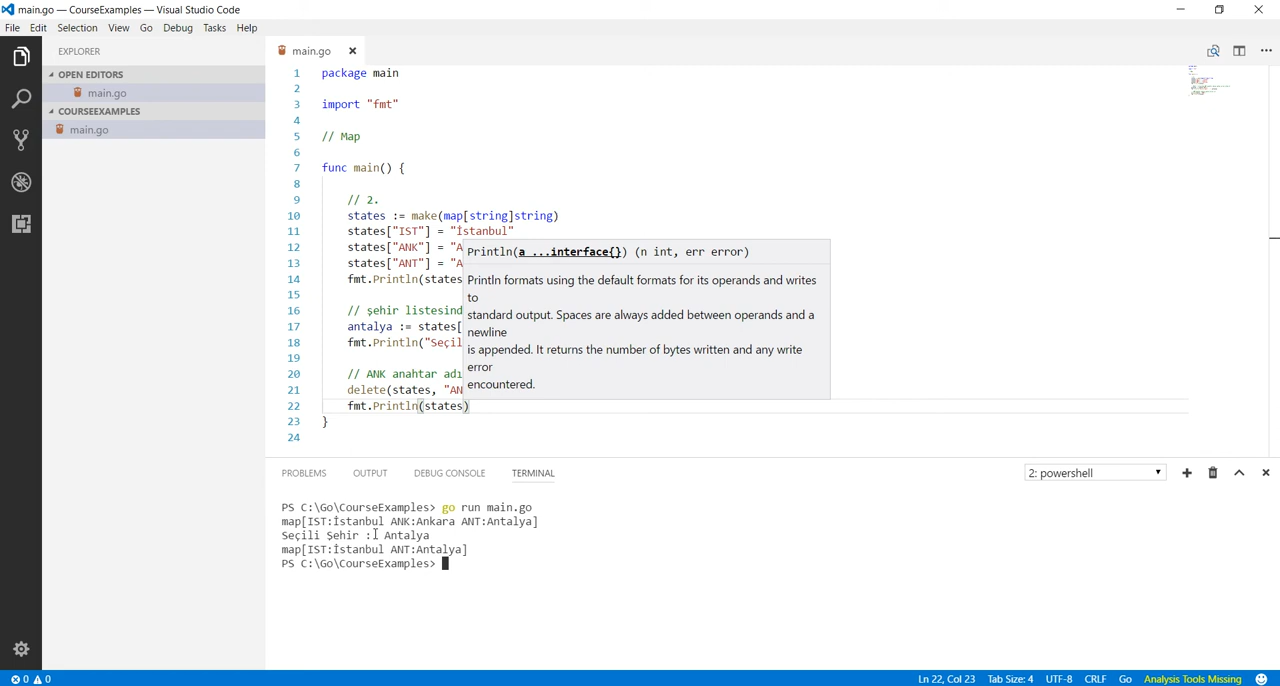 main.go — CourseExamples — Visual Studio Code
File Edit Selection View Go Debug Tasks Help
EXPLORER
OPEN EDITORS
main.go
COURSEEXAMPLES
main.go
main.go
1 package main
2
3 import "fmt"
4
5 // Map
6
7 func main() {
8
9 // 2.
10 states := make(map[string]string)
11 states["IST"] = "İstanbul"
12 states["ANK"] = "A
13 states["ANT"] = "A
14 fmt.Println(states
15
16 // şehir listesind
17 antalya := states[
18 fmt.Println("Seçil
19
20 // ANK anahtar adı
21 delete(states, "AN
22 fmt.Println(states)
23 }
24
Println(a ...interface{}) (n int, err error)
Println formats using the default formats for its operands and writes
to
standard output. Spaces are always added between operands and a
newline
is appended. It returns the number of bytes written and any write
error
encountered.
PROBLEMS OUTPUT DEBUG CONSOLE TERMINAL
2: powershell
PS C:\Go\CourseExamples> go run main.go
map[IST:İstanbul ANK:Ankara ANT:Antalya]
Seçili Şehir : Antalya
map[IST:İstanbul ANT:Antalya]
PS C:\Go\CourseExamples>
0 0 Ln 22, Col 23 Tab Size: 4 UTF-8 CRLF Go Analysis Tools Missing